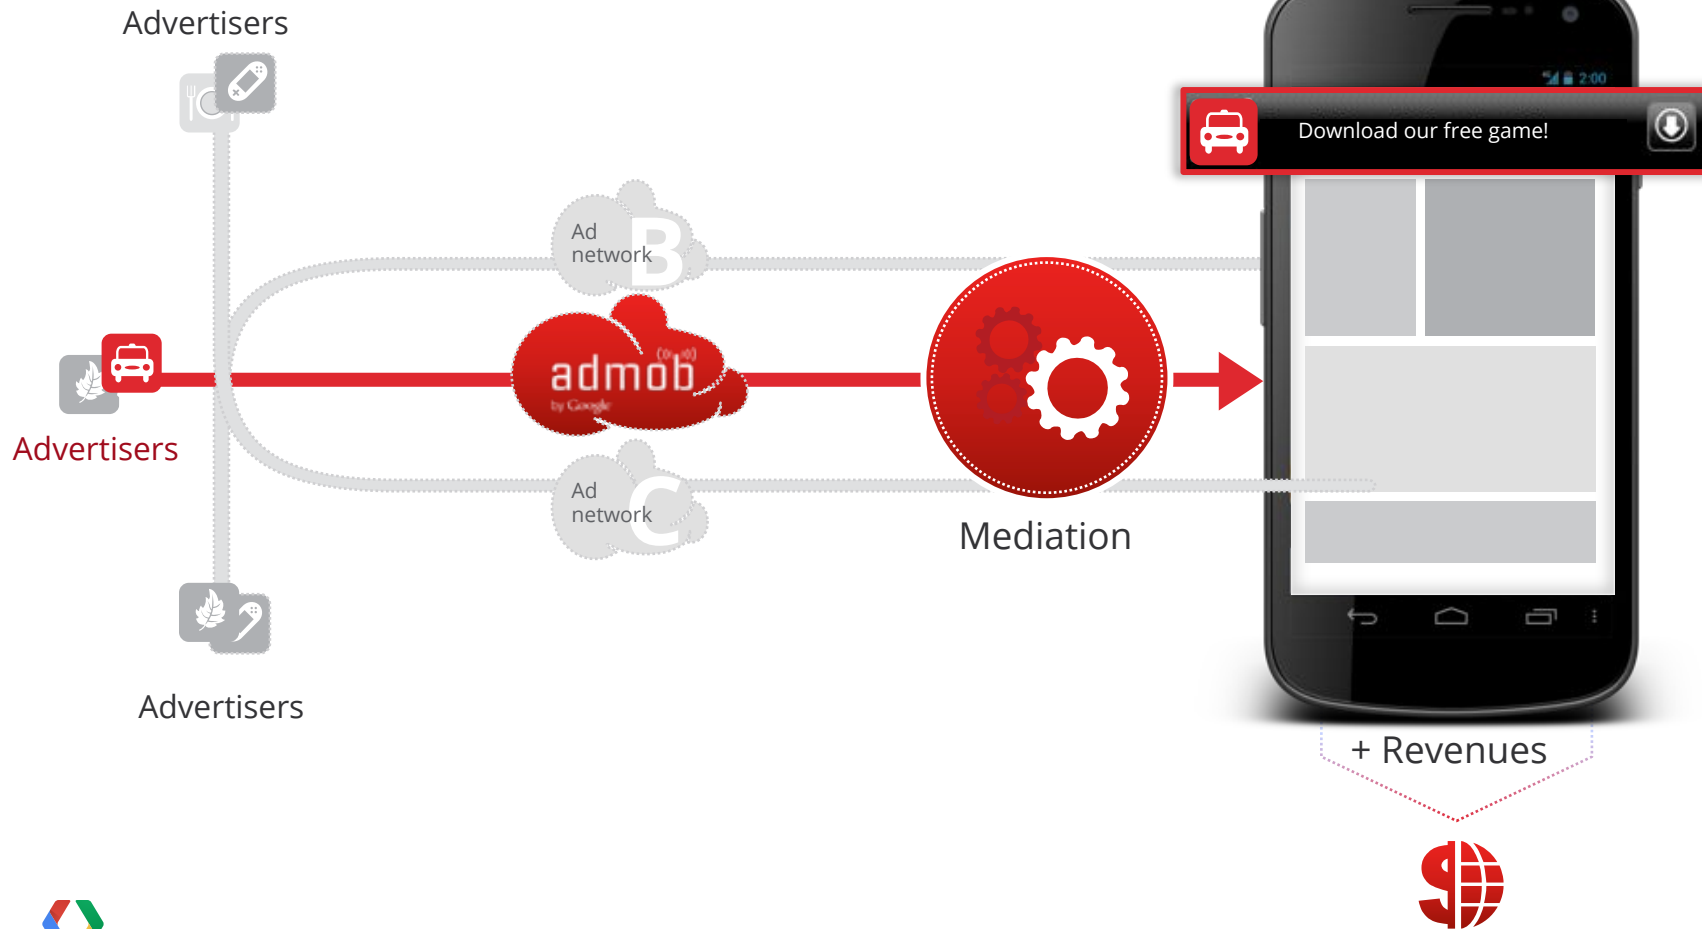 Advertisers
2:00
Download our free game!
Ad
network
B
admob
by Google
Advertisers
Ad
network
C
Mediation
Advertisers
+ Revenues
$